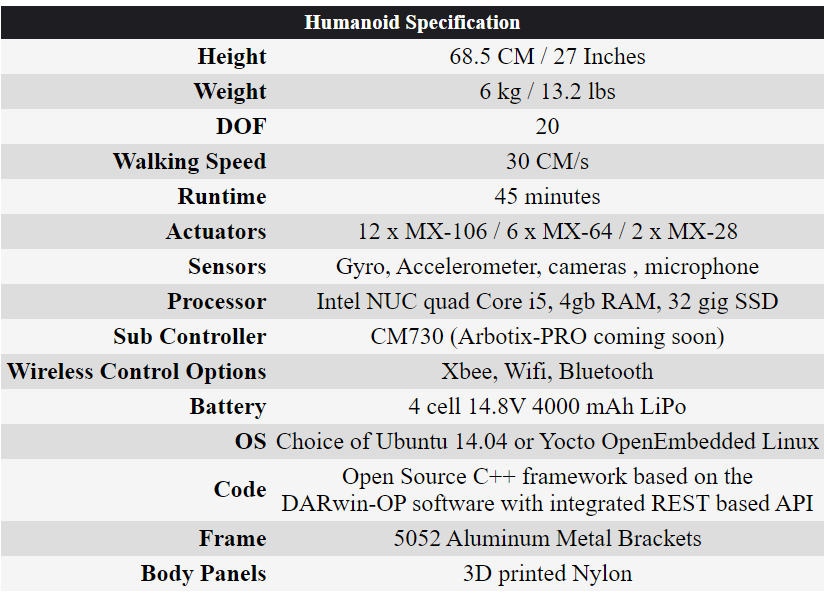 Humanoid Specification
Height 68.5 CM / 27 Inches
Weight 6 kg / 13.2 lbs
DOF 20
Walking Speed 30 CM/s
Runtime 45 minutes
Actuators 12 x MX-106 / 6 x MX-64 / 2 x MX-28
Sensors Gyro, Accelerometer, cameras , microphone
Processor Intel NUC quad Core i5, 4gb RAM, 32 gig SSD
Sub Controller CM730 (Arbotix-PRO coming soon)
Wireless Control Options Xbee, Wifi, Bluetooth
Battery 4 cell 14.8V 4000 mAh LiPo
OS Choice of Ubuntu 14.04 or Yocto OpenEmbedded Linux
Code Open Source C++ framework based on the
DARwin-OP software with integrated REST based API
Frame 5052 Aluminum Metal Brackets
Body Panels 3D printed Nylon